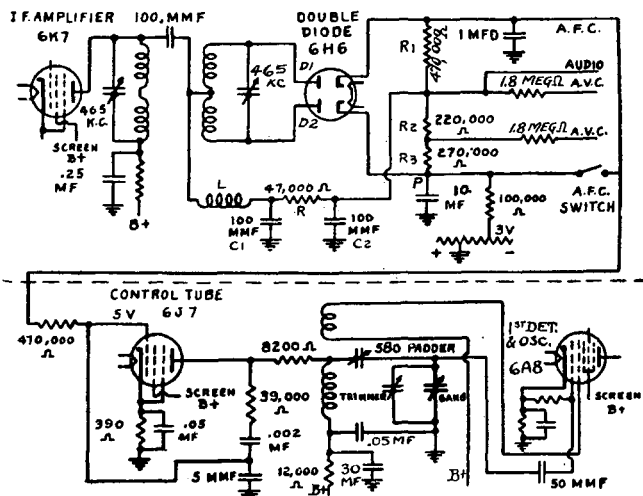 I.F. AMPLIFIER
6K7
100, MMF
DOUBLE
DIODE
6H6
1 MFD
A.F.C.
R1
470,000
Ω
AUDIO
1.8 MEGΩ
A.V.C.
465
K.C.
465
KC
D1
D2
R2
220,000
Ω
1.8 MEGΩ
A.V.C.
R3
270,000
Ω
SCREEN
B+
.25
MF
B+
L
47,000 Ω
R
P
10
MF
100,000
Ω
A.F.C.
SWITCH
3V
+
-
100
MMF
C1
100
MMF
C2
CONTROL TUBE
6J7
5V
470,000
Ω
8200
Ω
580 PADDER
1ST DET.
& OSC.
6A8
SCREEN
B+
TRIMMER
GANG
SCREEN
B+
390
Ω
.05
MF
39,000
Ω
.002
MF
.05 MF
5 MMF
12,000
Ω
B+
30
MF
B+
50 MMF